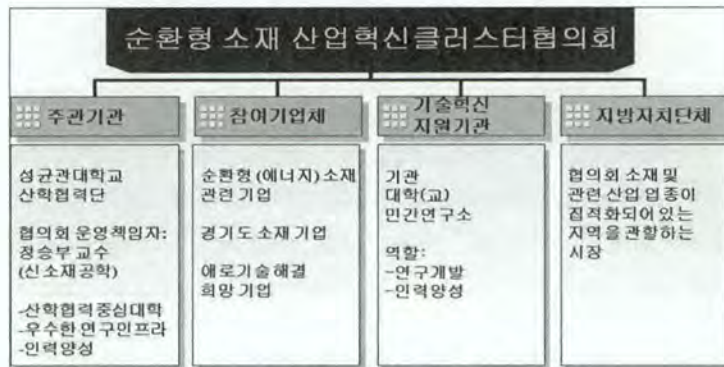 순환형 소재 산업혁신클러스터협의회
주관기관
성균관대학교
산학협력단
협의회 운영책임자:
정승부 교수
(신소재공학)
-산학협력중심대학
-우수한 연구인프라
-인력양성
참여기업체
순환형 (에너지) 소재
관련 기업
경기도 소재 기업
애로기술 해결
희망 기업
기술혁신
지원기관
기관
대학(교)
민간연구소
역할:
-연구개발
-인력양성
지방자치단체
협의회 소재 및
관련 산업 업종이
집적화되어 있는
지역을 관할하는
시장